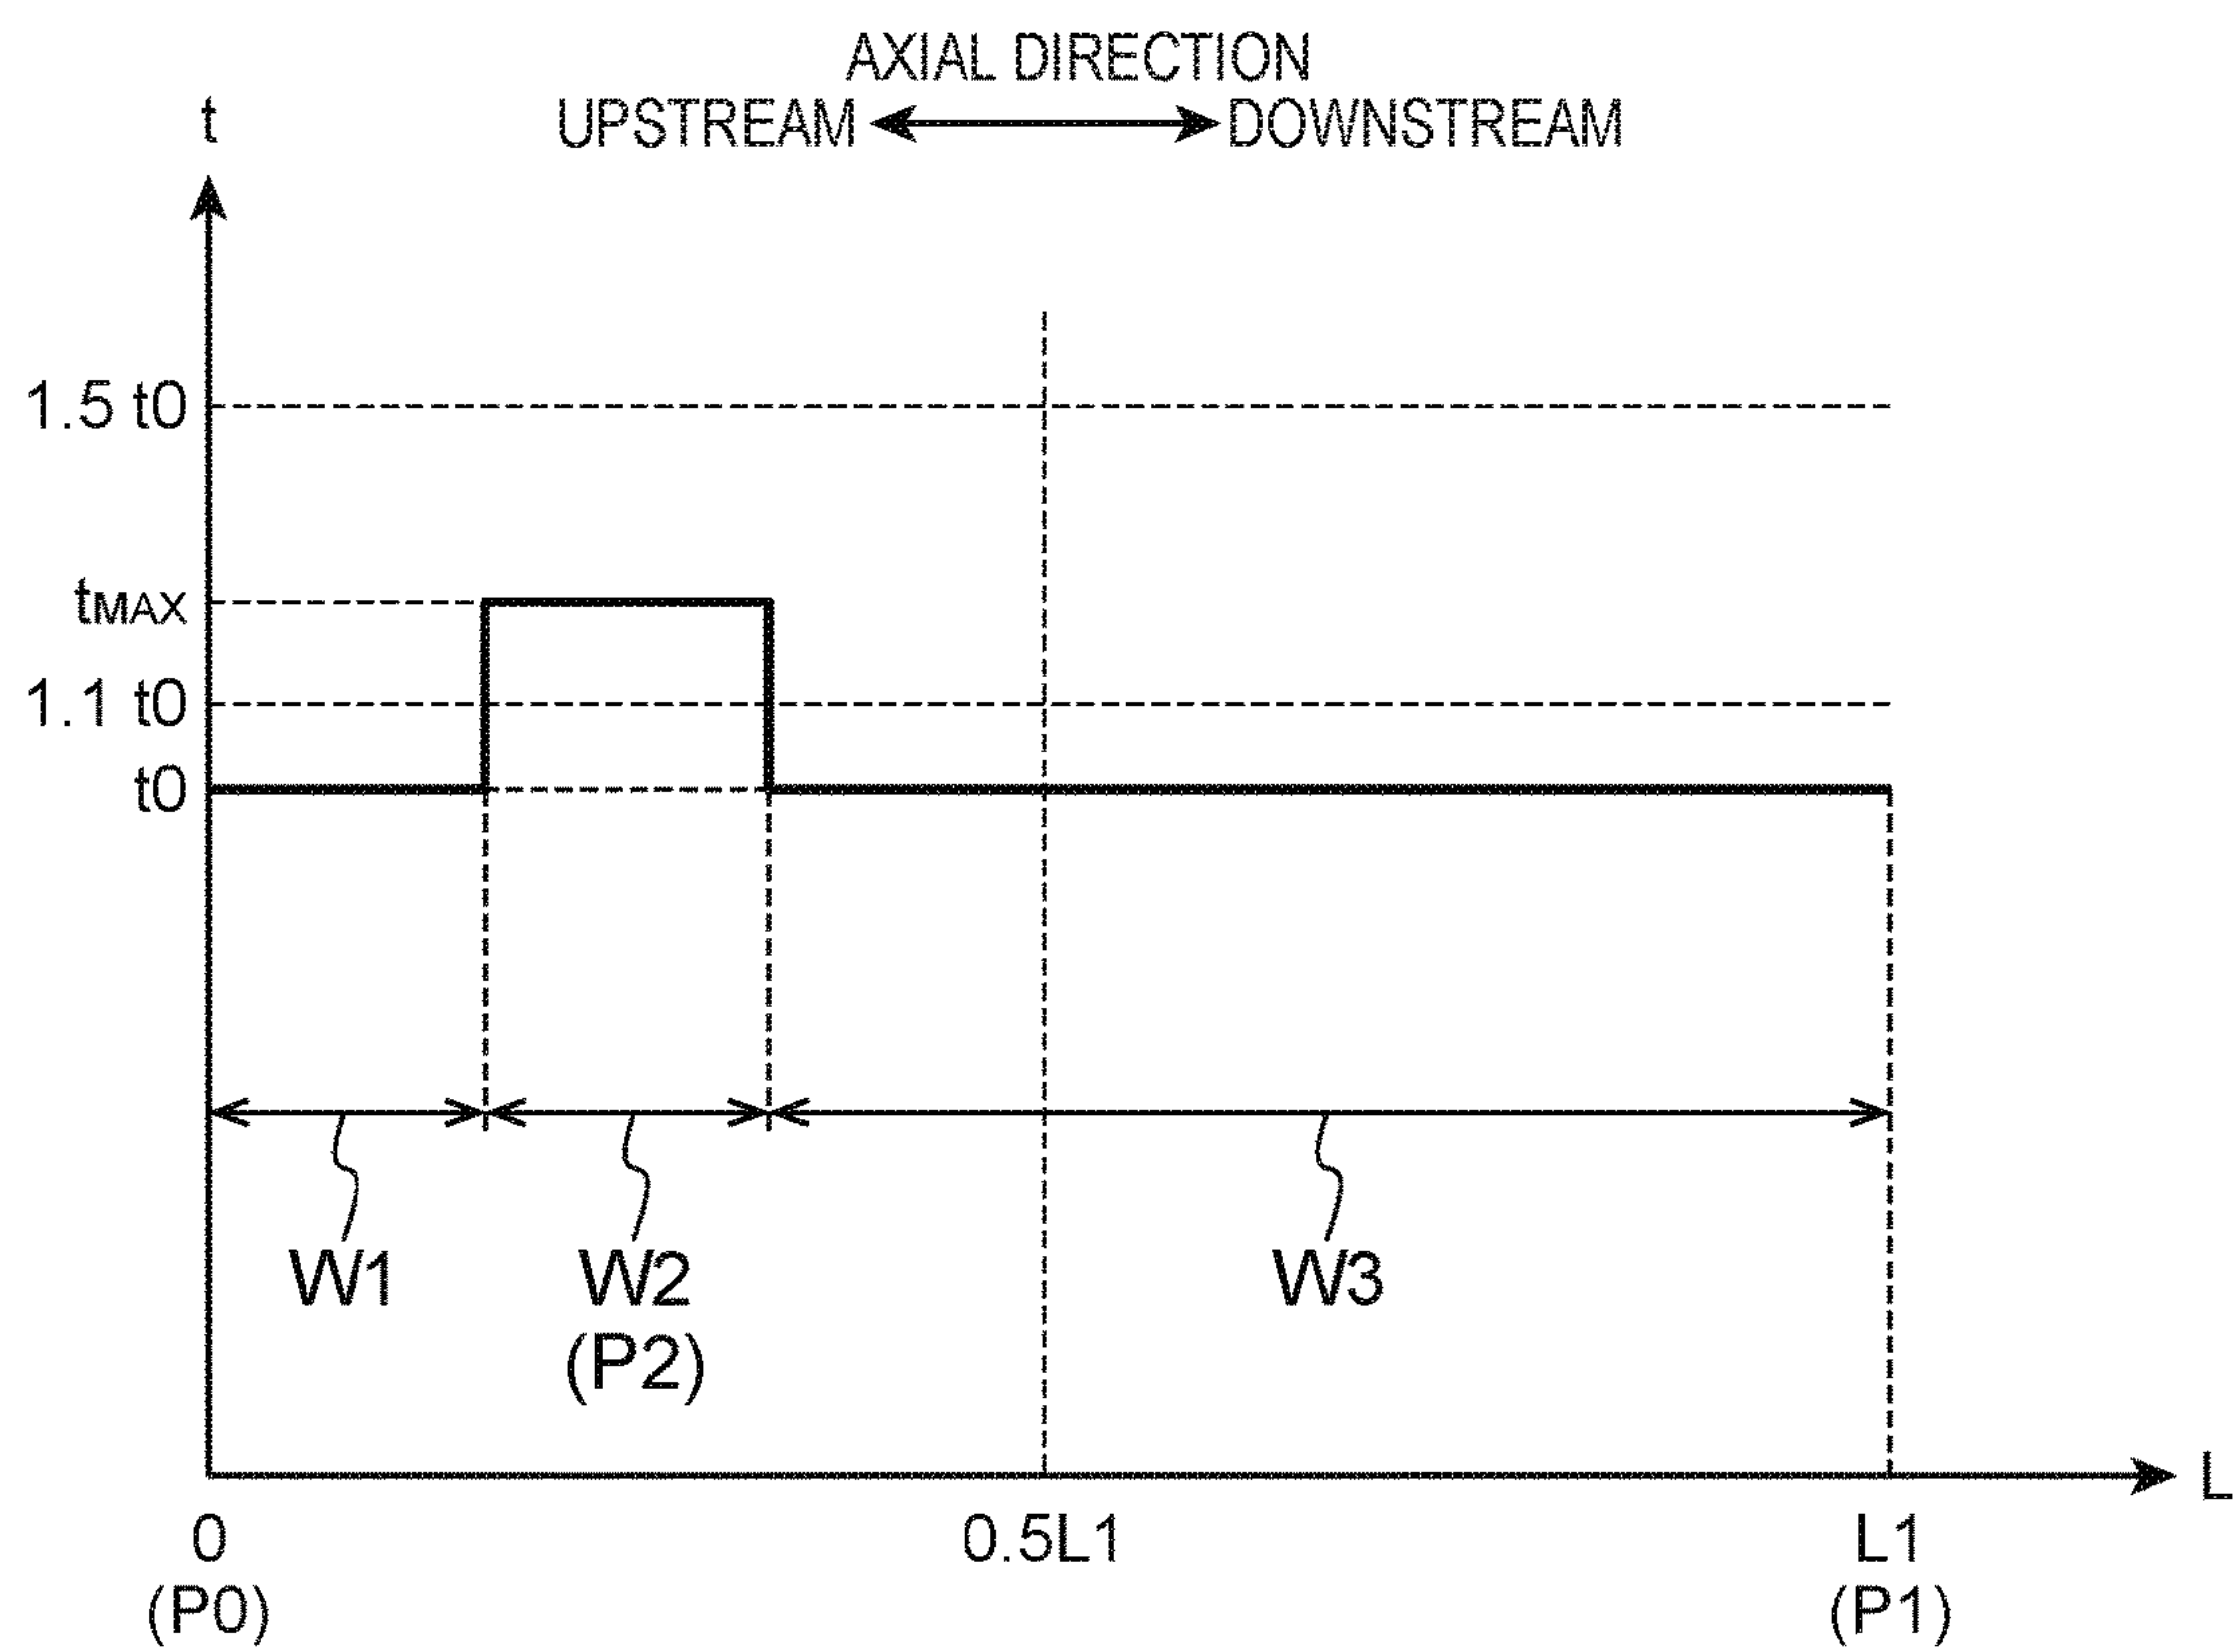 AXIAL DIRECTION
UPSTREAM DOWNSTREAM
t
1.5 t0
tMAX
1.1 t0
t0
W1 W2 W3
(P2)
L
0 0.5L1 L1
(P0) (P1)